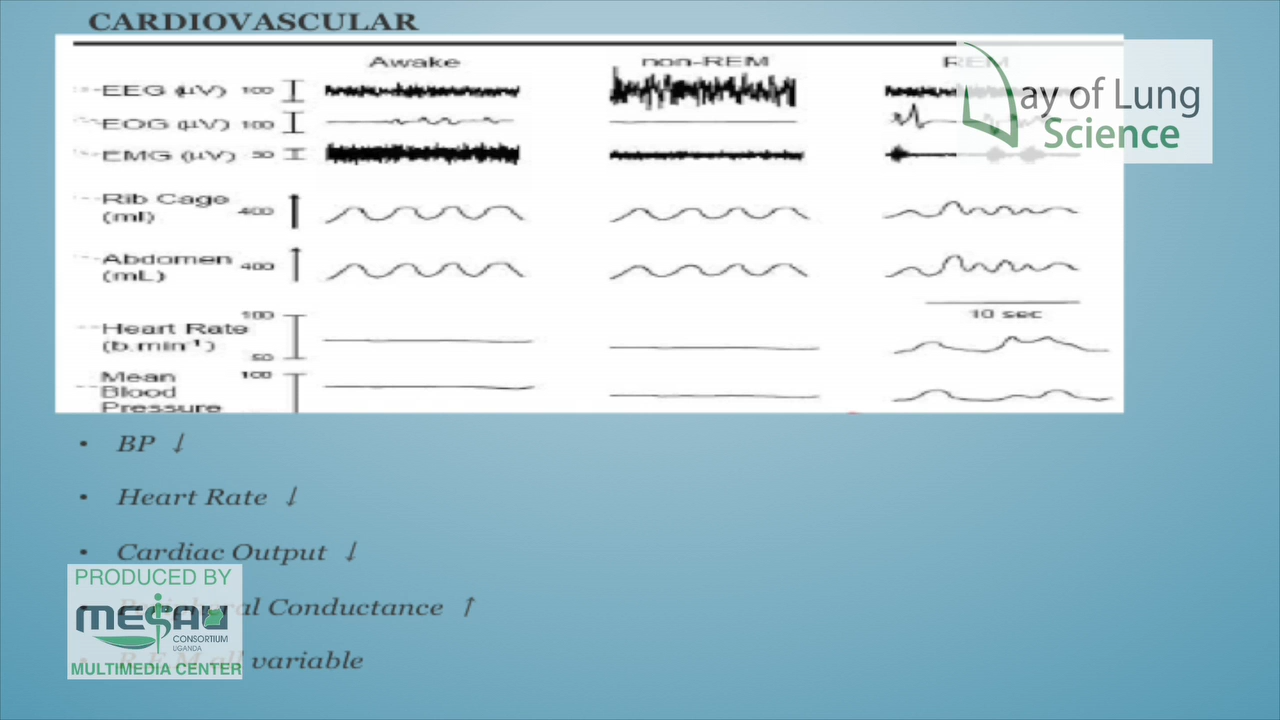 CARDIOVASCULAR
Awake non-REM REM
EEG (µV) 100
EOG (µV) 100
EMG (µV) 50
Rib Cage
(ml) 400
Abdomen
(mL) 400
10 sec
Heart Rate
(b.min⁻¹)
100
50
Mean
Blood
Pressure
100
ay of Lung
Science
• BP ↓
• Heart Rate ↓
• Cardiac Output ↓
Conductance ↑
variable
PRODUCED BY
MESAU
CONSORTIUM
UGANDA
MULTIMEDIA CENTER